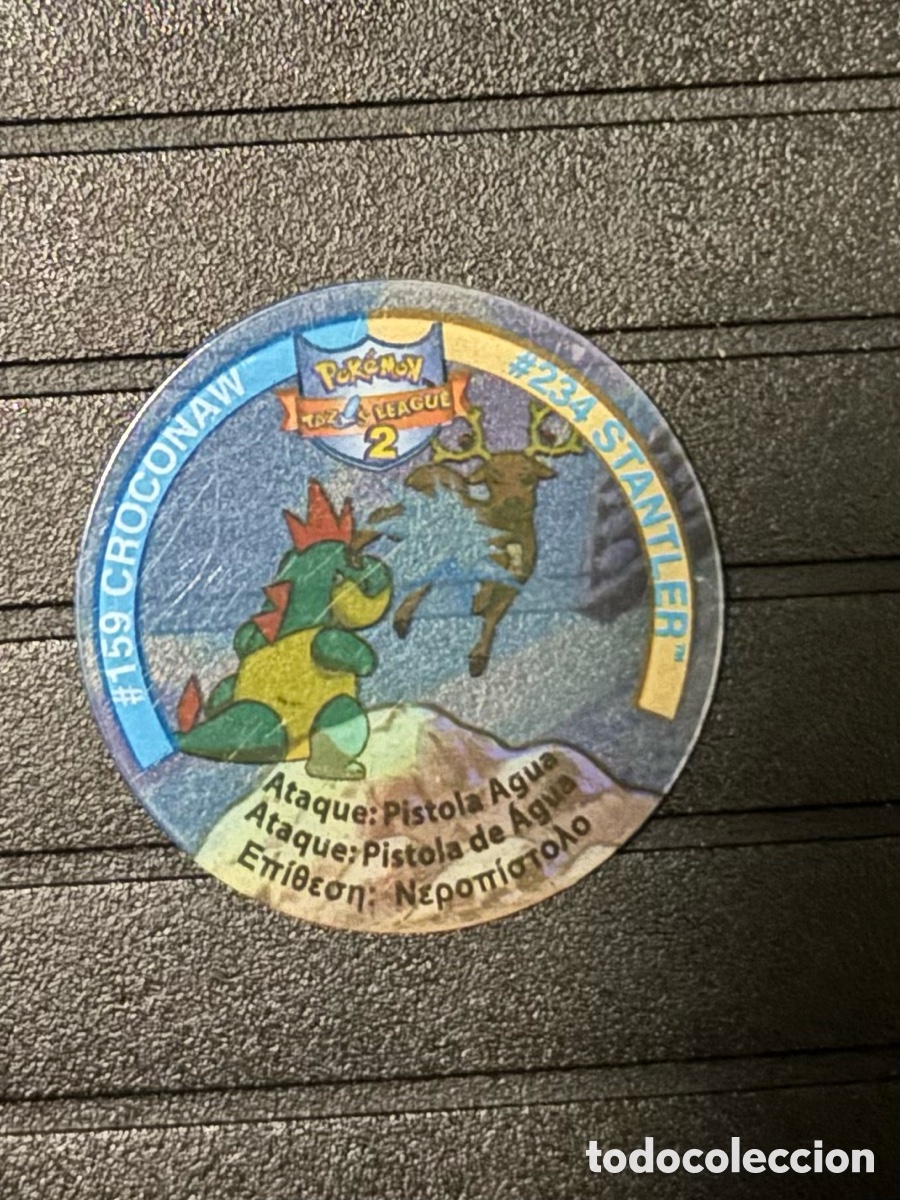 POKéMON
TAZO LEAGUE
2
#159 CROCONAW
#234 STANTLER™
Ataque: Pistola Agua
Ataque: Pistola de Água
Επίθεση: Νεροπίστολο
todocoleccion